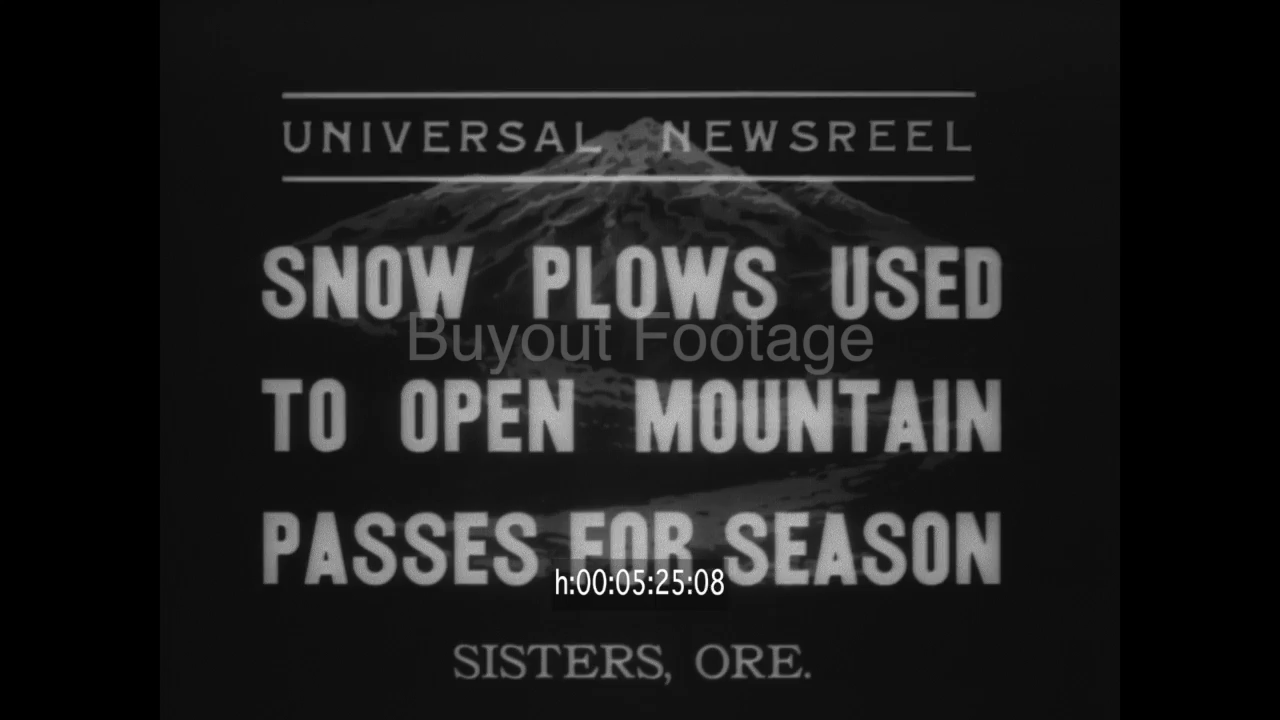 UNIVERSAL NEWSREEL
SNOW PLOWS USED
Buyout Footage
TO OPEN MOUNTAIN
PASSES FOR SEASON
h:00:05:25:08
SISTERS, ORE.